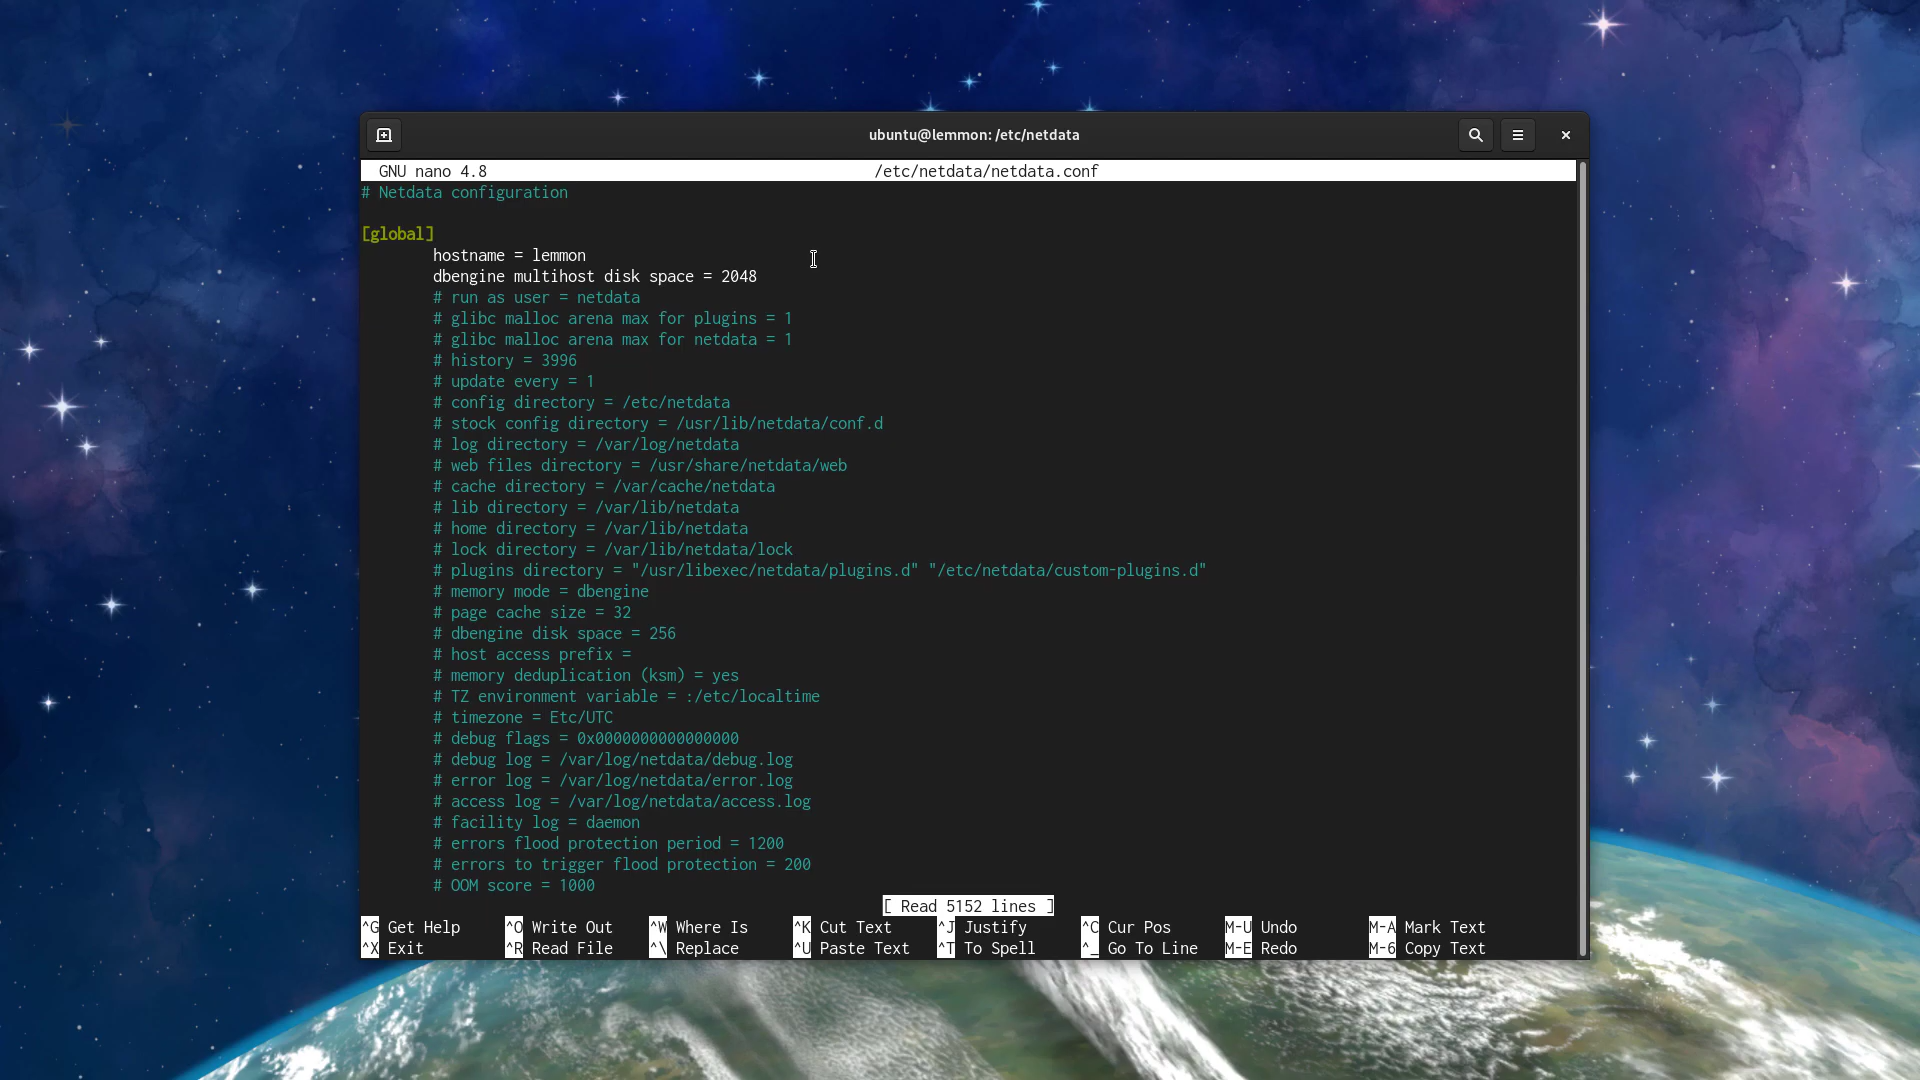 ubuntu@lemmon: /etc/netdata
GNU nano 4.8 /etc/netdata/netdata.conf
# Netdata configuration
[global]
hostname = lemmon
dbengine multihost disk space = 2048
# run as user = netdata
# glibc malloc arena max for plugins = 1
# glibc malloc arena max for netdata = 1
# history = 3996
# update every = 1
# config directory = /etc/netdata
# stock config directory = /usr/lib/netdata/conf.d
# log directory = /var/log/netdata
# web files directory = /usr/share/netdata/web
# cache directory = /var/cache/netdata
# lib directory = /var/lib/netdata
# home directory = /var/lib/netdata
# lock directory = /var/lib/netdata/lock
# plugins directory = "/usr/libexec/netdata/plugins.d" "/etc/netdata/custom-plugins.d"
# memory mode = dbengine
# page cache size = 32
# dbengine disk space = 256
# host access prefix =
# memory deduplication (ksm) = yes
# TZ environment variable = :/etc/localtime
# timezone = Etc/UTC
# debug flags = 0x0000000000000000
# debug log = /var/log/netdata/debug.log
# error log = /var/log/netdata/error.log
# access log = /var/log/netdata/access.log
# facility log = daemon
# errors flood protection period = 1200
# errors to trigger flood protection = 200
# OOM score = 1000
[ Read 5152 lines ]
^G Get Help ^O Write Out ^W Where Is ^K Cut Text ^J Justify ^C Cur Pos M-U Undo M-A Mark Text
^X Exit ^R Read File ^\ Replace ^U Paste Text ^T To Spell ^_ Go To Line M-E Redo M-6 Copy Text